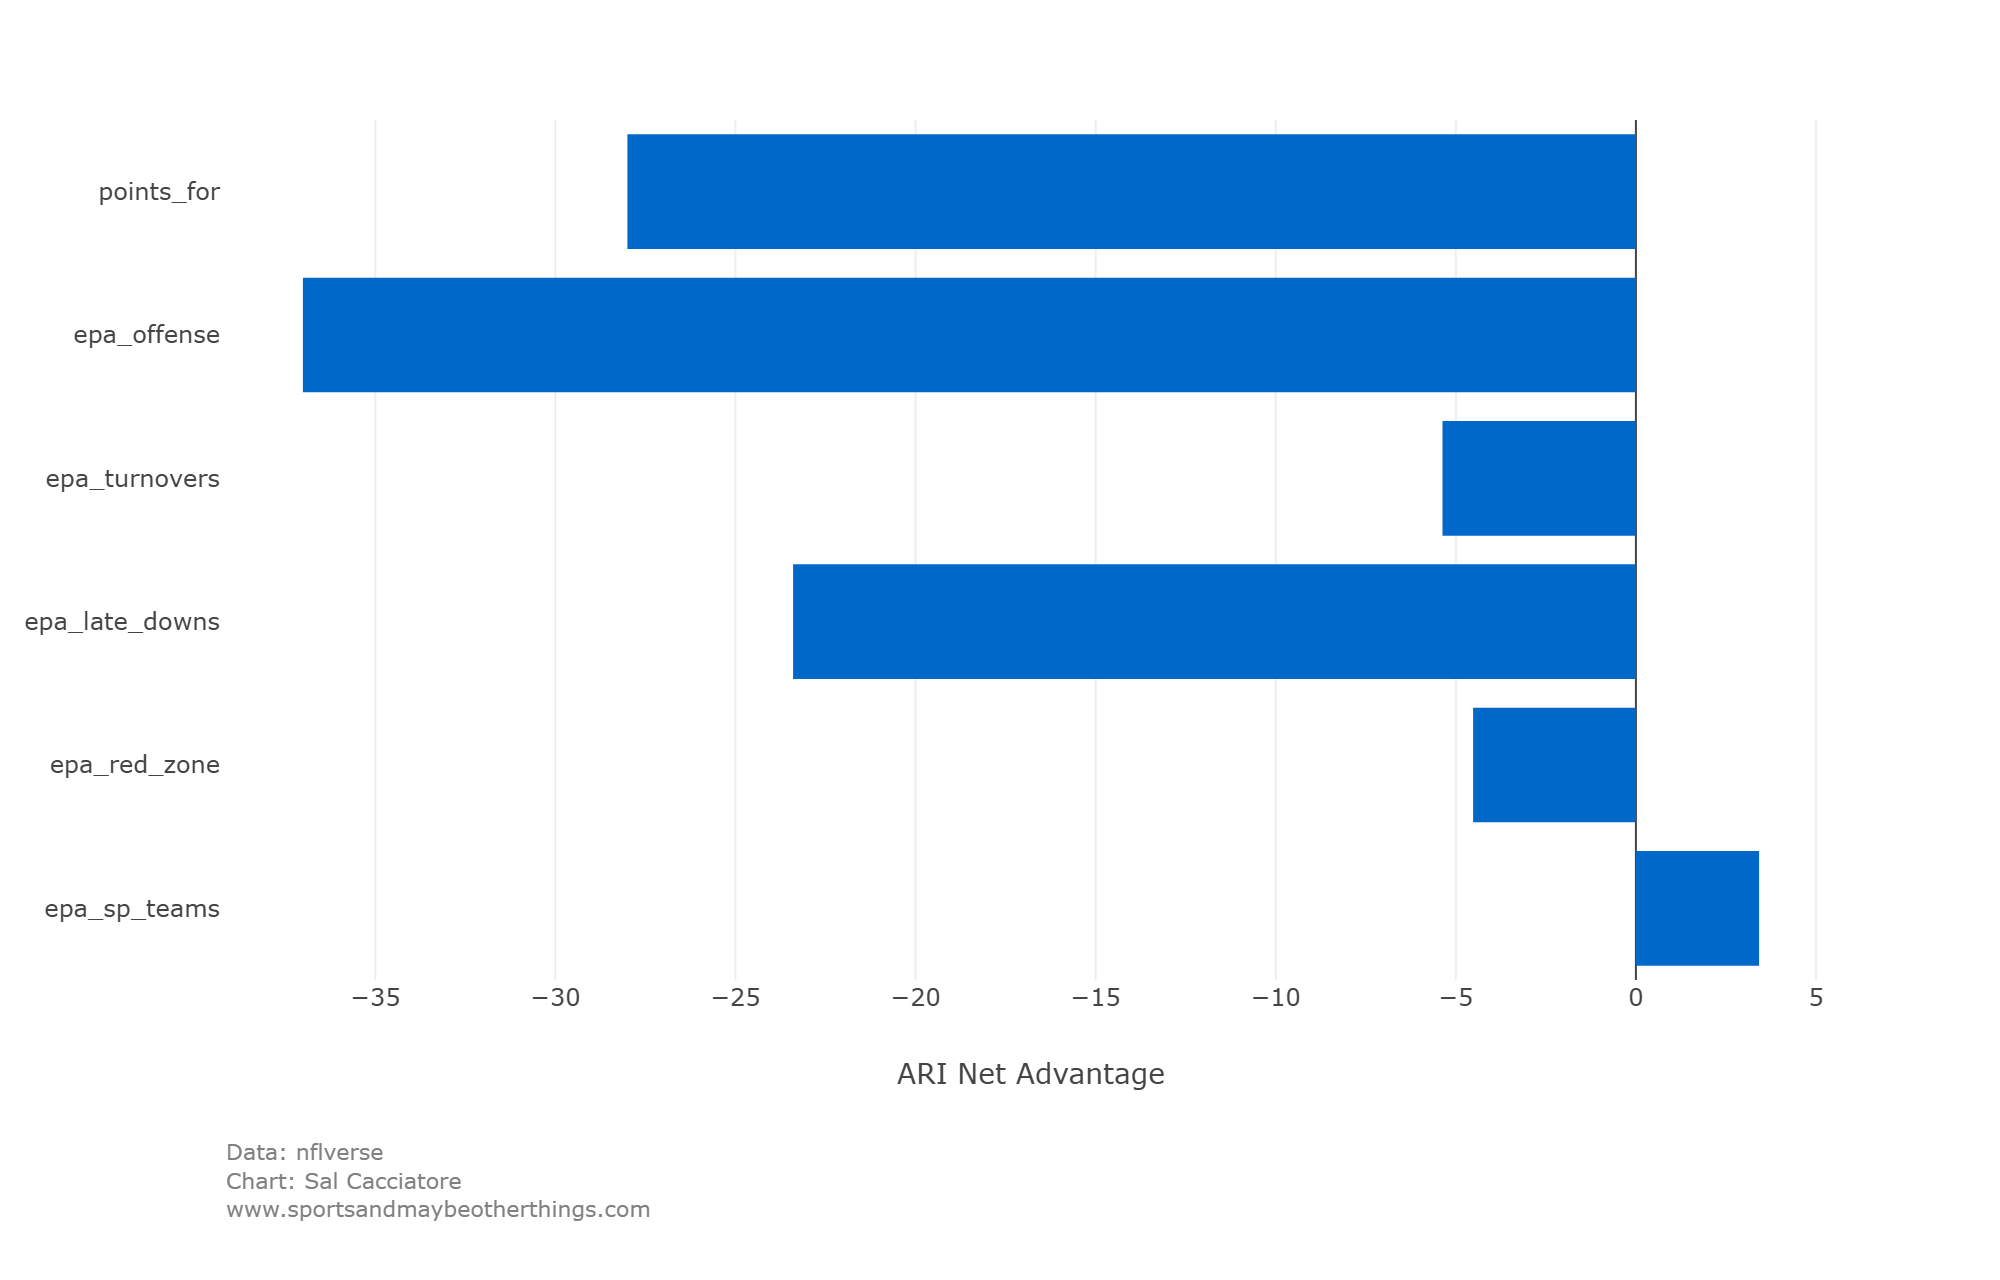 points_for
epa_offense
epa_turnovers
epa_late_downs
epa_red_zone
epa_sp_teams
−35 −30 −25 −20 −15 −10 −5 0 5
ARI Net Advantage
Data: nflverse
Chart: Sal Cacciatore
www.sportsandmaybeotherthings.com